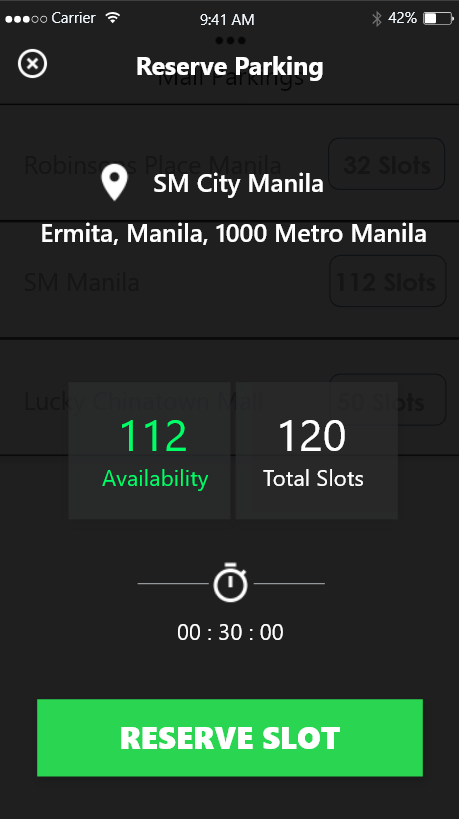 Carrier 9:41 AM 42%
Reserve Parking
Mall Parkings
Robinsons Place Manila 32 Slots
SM City Manila
Ermita, Manila, 1000 Metro Manila
SM Manila 112 Slots
Lucky Chinatown Mall 50 Slots
112 120
Availability Total Slots
00 : 30 : 00
RESERVE SLOT